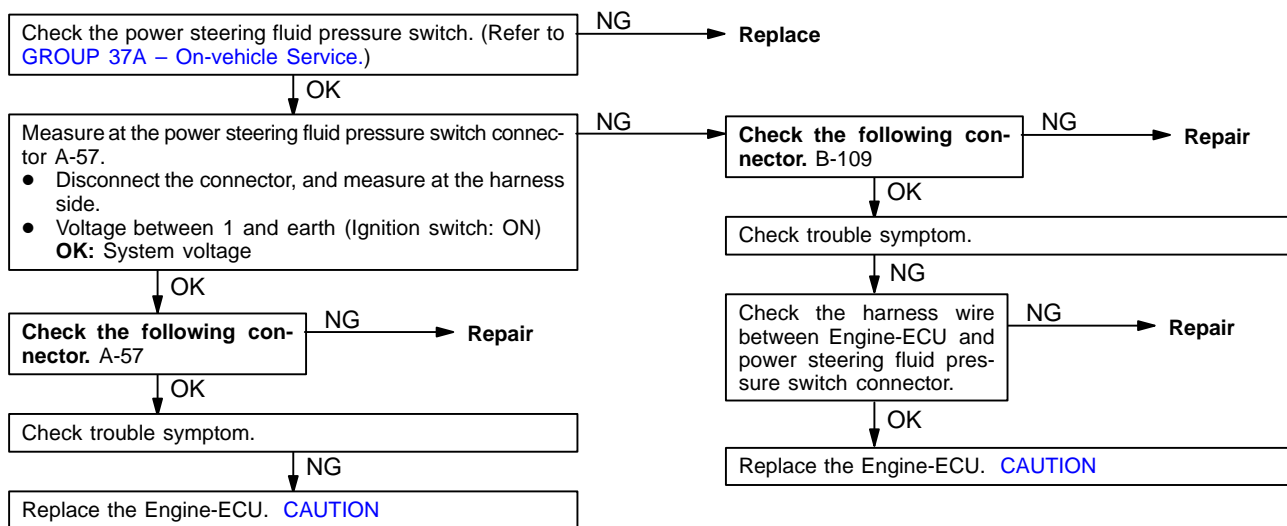 Check the power steering fluid pressure switch. (Refer to
GROUP 37A – On-vehicle Service.)
NG
Replace
OK
Measure at the power steering fluid pressure switch connec-
tor A-57.
● Disconnect the connector, and measure at the harness
side.
● Voltage between 1 and earth (Ignition switch: ON)
OK: System voltage
NG
Check the following con-
nector. B-109
NG
Repair
OK
Check trouble symptom.
NG
Check the harness wire
between Engine-ECU and
power steering fluid pres-
sure switch connector.
NG
Repair
OK
Replace the Engine-ECU. CAUTION
OK
Check the following con-
nector. A-57
NG
Repair
OK
Check trouble symptom.
NG
Replace the Engine-ECU. CAUTION